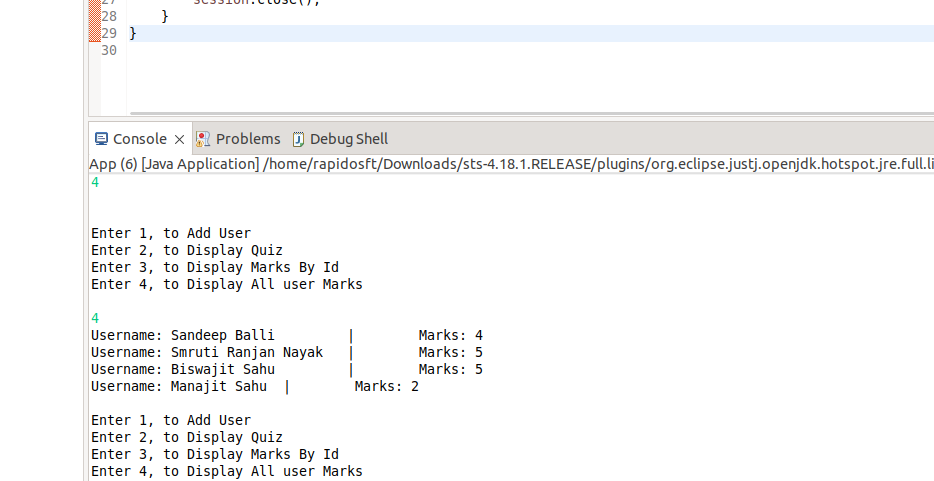 27 session.close();
28 }
29 }
30
Console Problems Debug Shell
App (6) [Java Application] /home/rapidosoft/Downloads/sts-4.18.1.RELEASE/plugins/org.eclipse.justj.openjdk.hotspot.jre.full.li
4
Enter 1, to Add User
Enter 2, to Display Quiz
Enter 3, to Display Marks By Id
Enter 4, to Display All user Marks
4
Username: Sandeep Balli | Marks: 4
Username: Smruti Ranjan Nayak | Marks: 5
Username: Biswajit Sahu | Marks: 5
Username: Manajit Sahu | Marks: 2
Enter 1, to Add User
Enter 2, to Display Quiz
Enter 3, to Display Marks By Id
Enter 4, to Display All user Marks